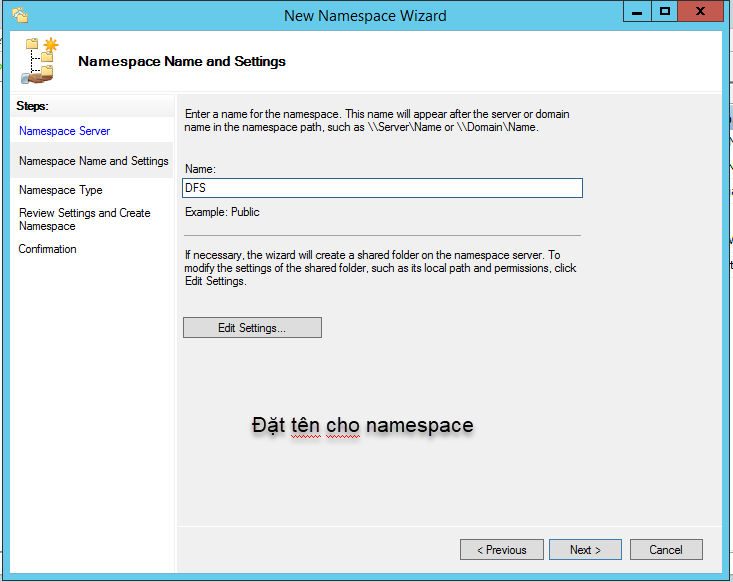 New Namespace Wizard
Namespace Name and Settings
Steps:
Namespace Server
Namespace Name and Settings
Namespace Type
Review Settings and Create
Namespace
Confirmation
Enter a name for the namespace. This name will appear after the server or domain
name in the namespace path, such as \\Server\Name or \\Domain\Name.
Name:
DFS
Example: Public
If necessary, the wizard will create a shared folder on the namespace server. To
modify the settings of the shared folder, such as its local path and permissions, click
Edit Settings.
Edit Settings...
Đặt tên cho namespace
< Previous
Next >
Cancel